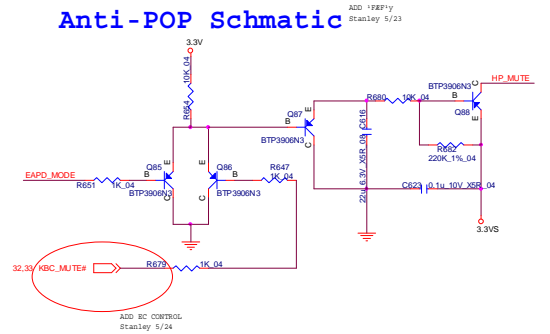 Anti-POP Schmatic
ADD ¹FÆF¹y
Stanley 5/23
3.3V
10K_04
R654
HP_MUTE
BTP3906N3
C
R680
10K_04
B
E
Q88
Q87
E
B
BTP3906N3
C
C616
22u_6.3V_X5R_08
R682
220K_1%_04
C623
0.1u_10V_X5R_04
3.3VS
EAPD_MODE
R651
1K_04
Q85
E
B
BTP3906N3
C
Q86
E
B
BTP3906N3
C
R647
1K_04
32,33 KBC_MUTE#
R679
1K_04
ADD EC CONTROL
Stanley 5/24